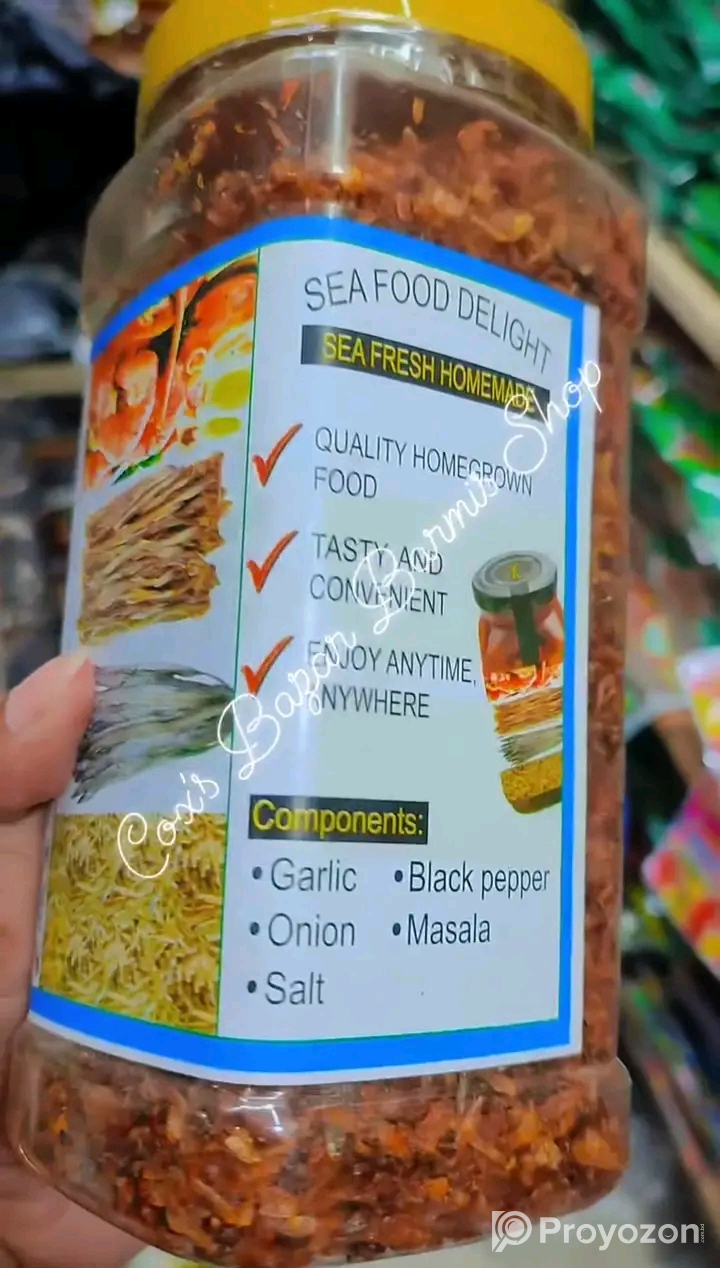 SEA FOOD DELIGHT
SEA FRESH HOMEMADE
QUALITY HOMEGROWN
FOOD
TASTY AND
CONVENIENT
ENJOY ANYTIME,
ANYWHERE
Components:
• Garlic
• Black pepper
• Onion
• Masala
• Salt
Cox's Bazar Barmis Shop
Proyozon